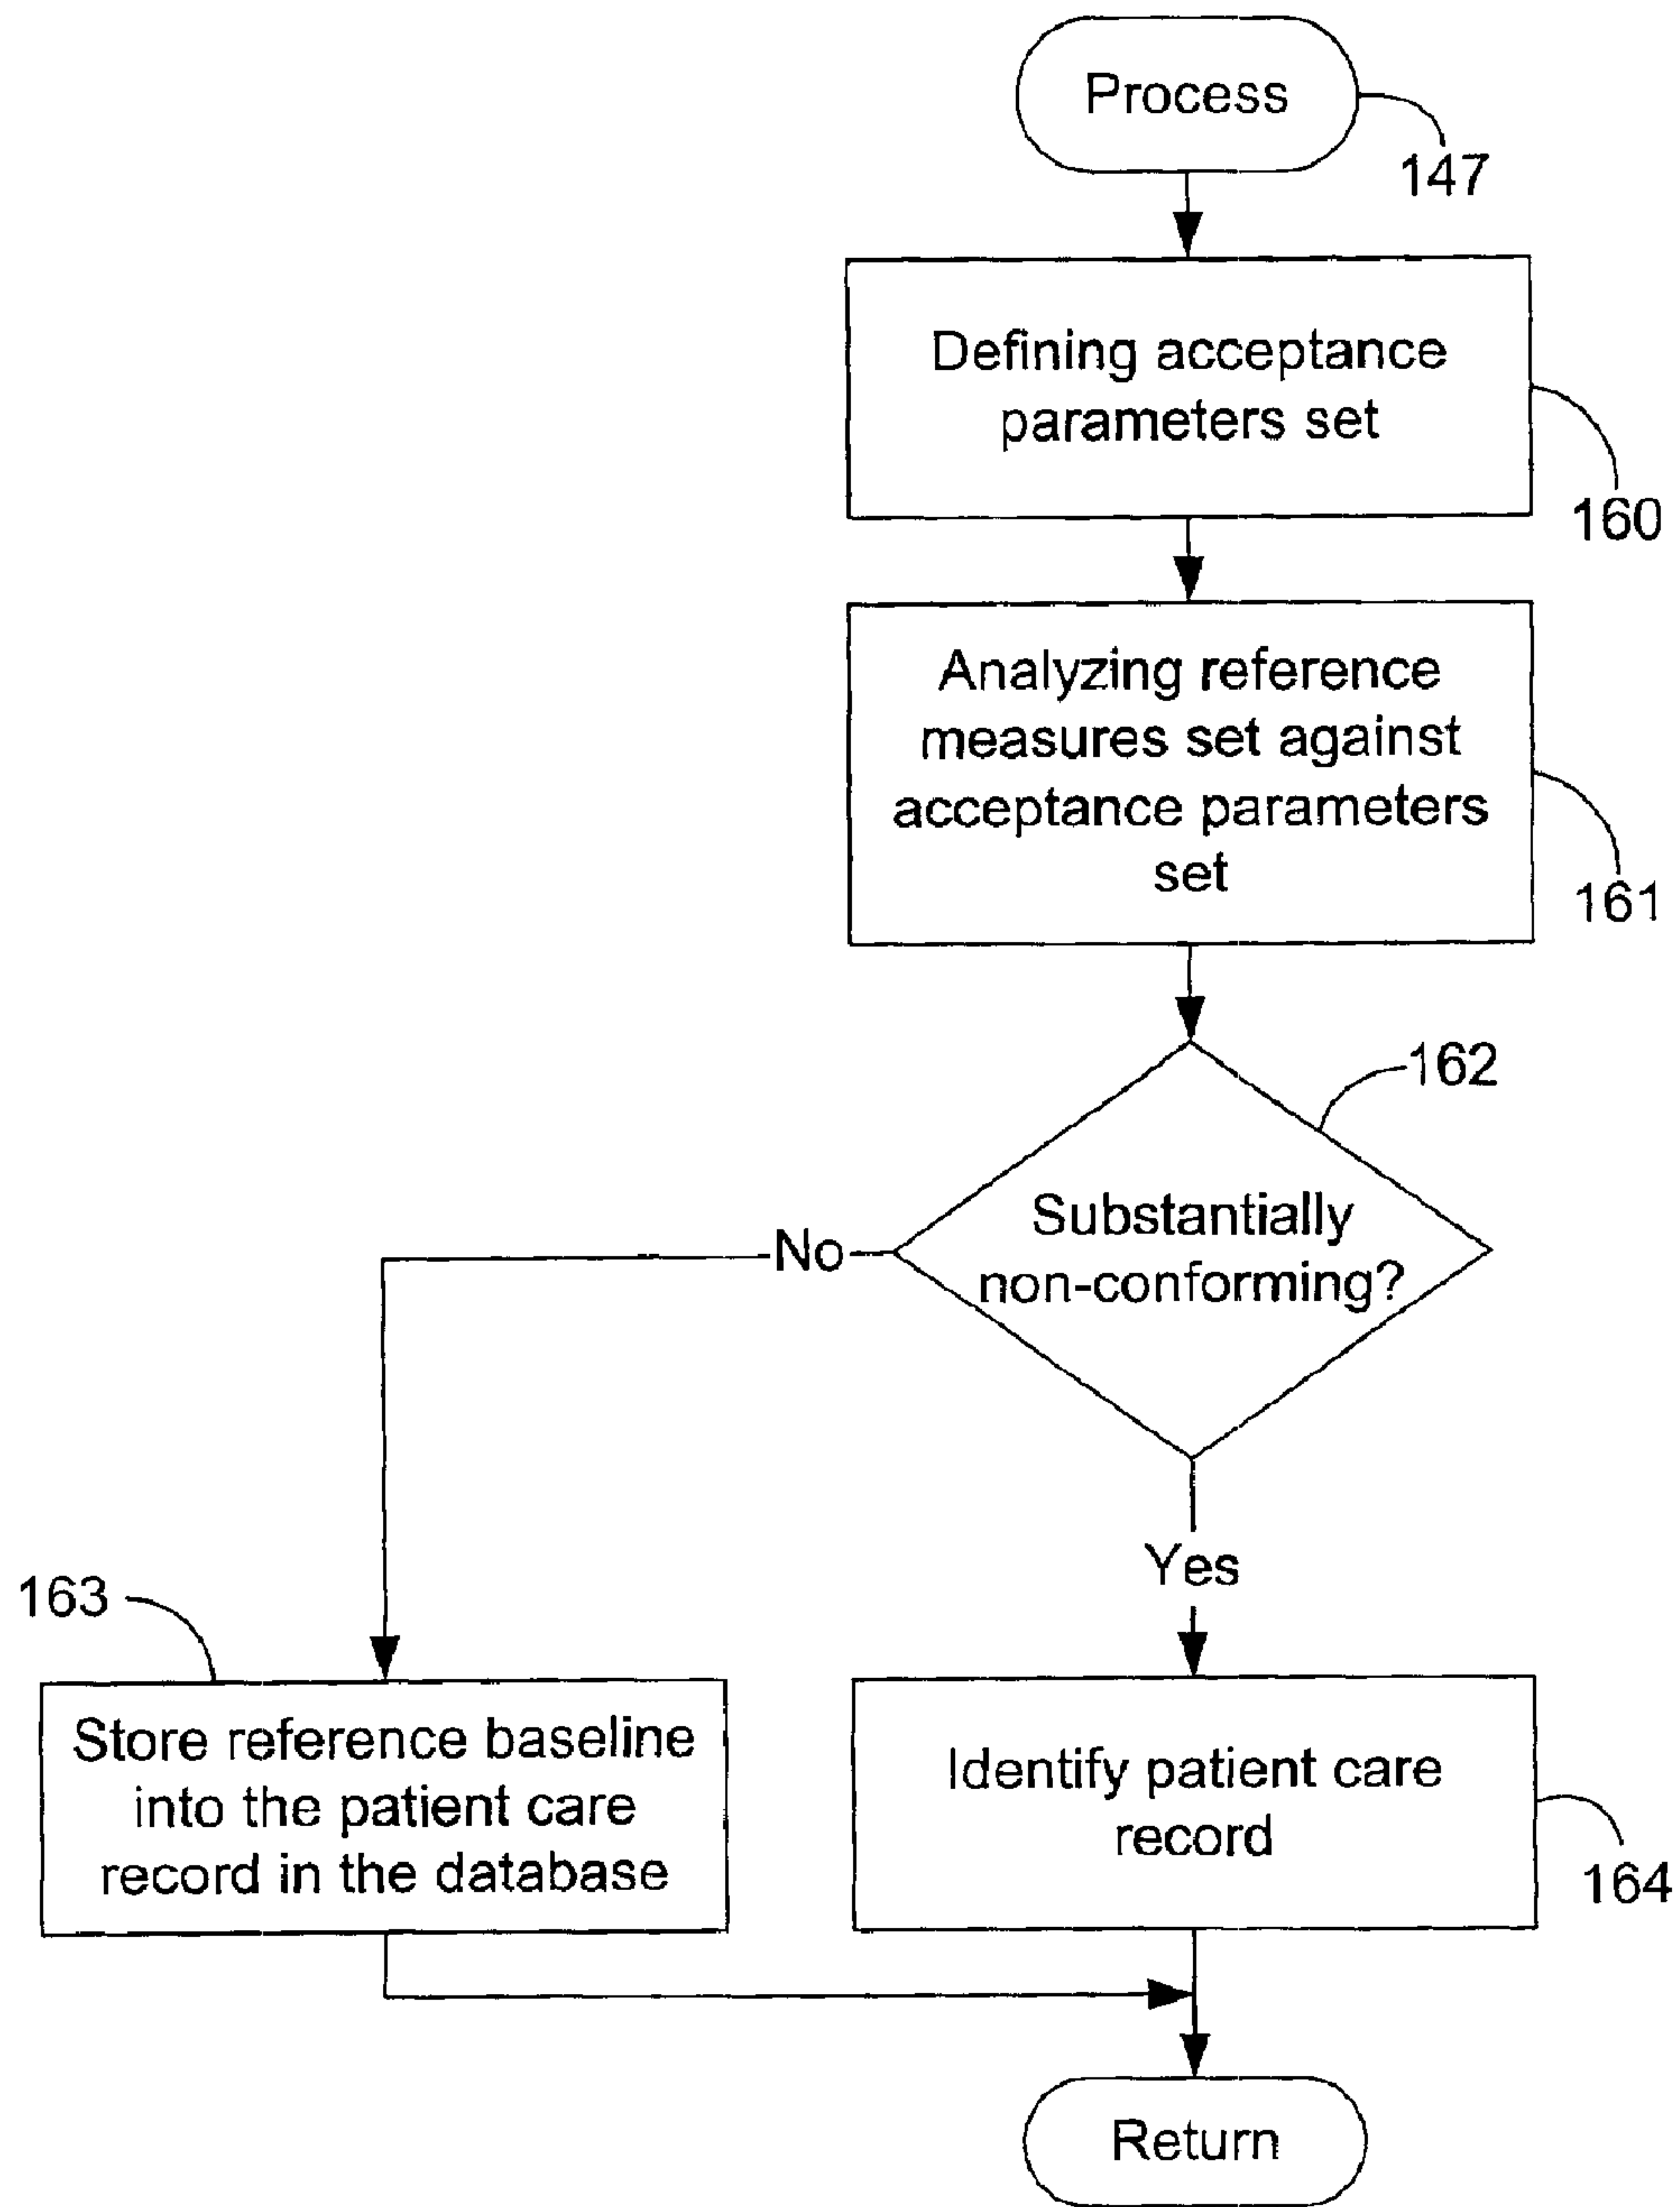 Process
147
Defining acceptance
parameters set
160
Analyzing reference
measures set against
acceptance parameters
set
161
162
Substantially
non-conforming?
No
Yes
163
Store reference baseline
into the patient care
record in the database
Identify patient care
record
164
Return